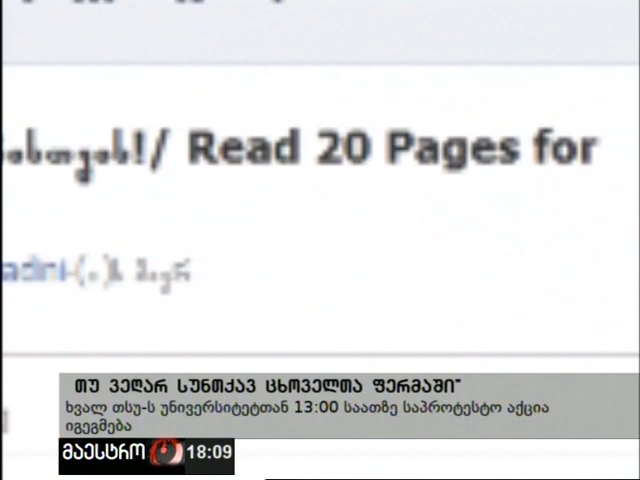 !/ Read 20 Pages for
თუ ვეღარ სუნთქავ ცხოველთა ფერმაში"
ხვალ თსუ-ს უნივერსიტეტთან 13:00 საათზე საპროტესტო აქცია
იგეგმება
მაესტრო 18:09